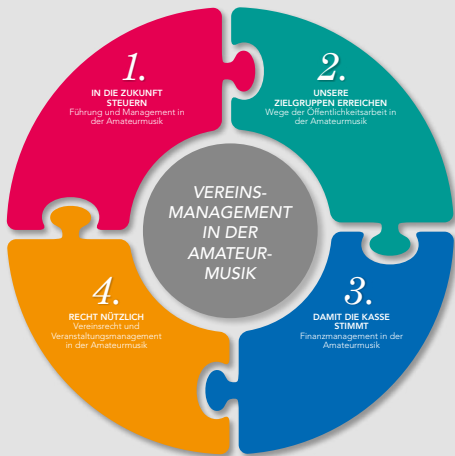 1.
IN DIE ZUKUNFT
STEUERN
Führung und Management in
der Amateurmusik
2.
UNSERE
ZIELGRUPPEN ERREICHEN
Wege der Öffentlichkeitsarbeit in
der Amateurmusik
VEREINS-
MANAGEMENT
IN DER
AMATEUR-
MUSIK
3.
DAMIT DIE KASSE
STIMMT
Finanzmanagement in der
Amateurmusik
4.
RECHT NÜTZLICH
Vereinsrecht und
Veranstaltungsmanagement
in der Amateurmusik